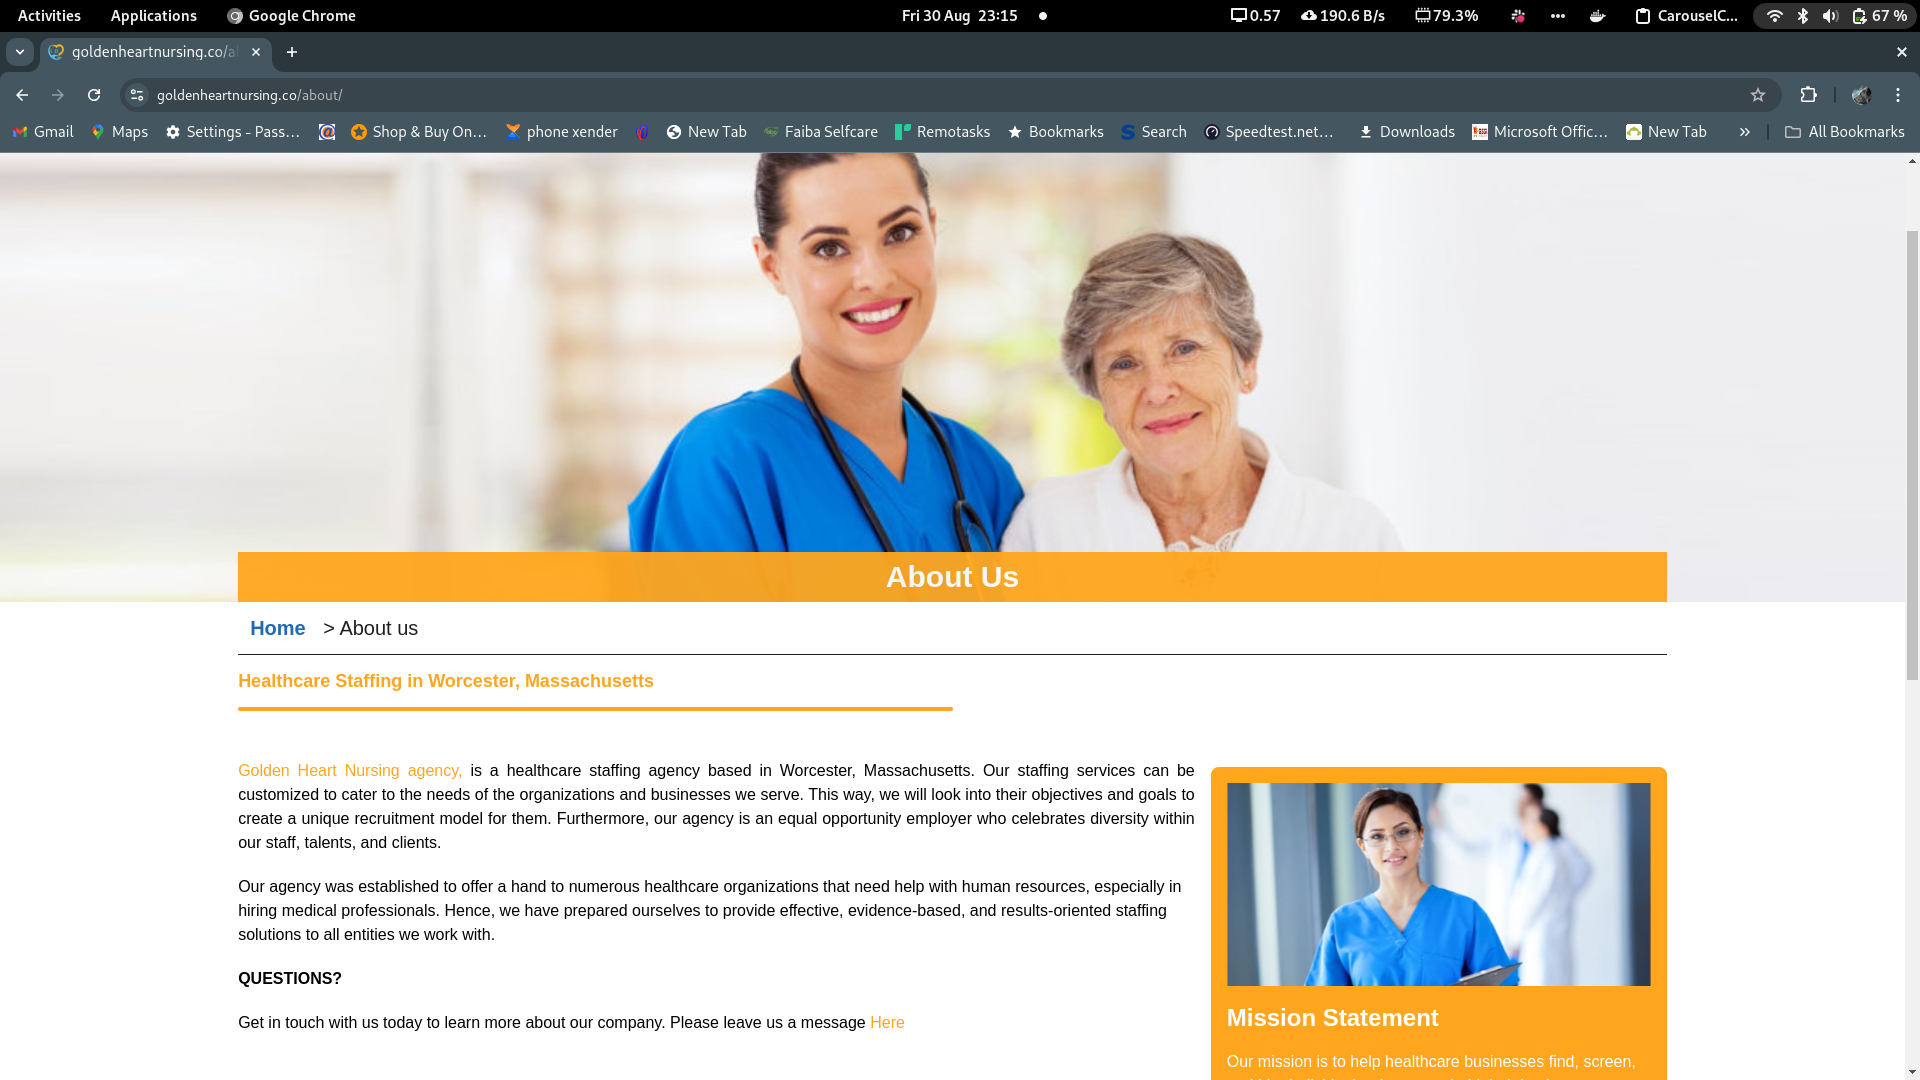 Activities Applications Google Chrome Fri 30 Aug 23:15 0.57 190.6 B/s 79.3% CarouselC... 67 %
goldenheartnursing.co/a
goldenheartnursing.co/about/
Gmail Maps Settings - Pass... Shop & Buy On... phone xender New Tab Faiba Selfcare Remotasks Bookmarks Search Speedtest.net... Downloads Microsoft Offic... New Tab » All Bookmarks
About Us
Home > About us
Healthcare Staffing in Worcester, Massachusetts
Golden Heart Nursing agency, is a healthcare staffing agency based in Worcester, Massachusetts. Our staffing services can be
customized to cater to the needs of the organizations and businesses we serve. This way, we will look into their objectives and goals to
create a unique recruitment model for them. Furthermore, our agency is an equal opportunity employer who celebrates diversity within
our staff, talents, and clients.
Our agency was established to offer a hand to numerous healthcare organizations that need help with human resources, especially in
hiring medical professionals. Hence, we have prepared ourselves to provide effective, evidence-based, and results-oriented staffing
solutions to all entities we work with.
QUESTIONS?
Get in touch with us today to learn more about our company. Please leave us a message Here
Mission Statement
Our mission is to help healthcare businesses find, screen,